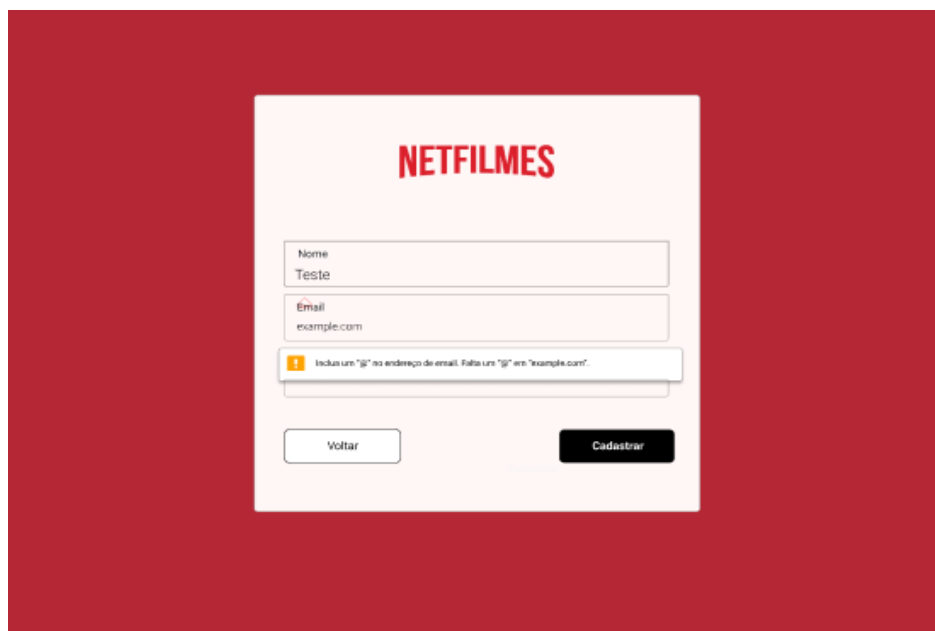 NETFILMES
Nome
Teste
Email
example.com
Inclua um "@" no endereço de email. Falta um "@" em "example.com".
Voltar
Cadastrar